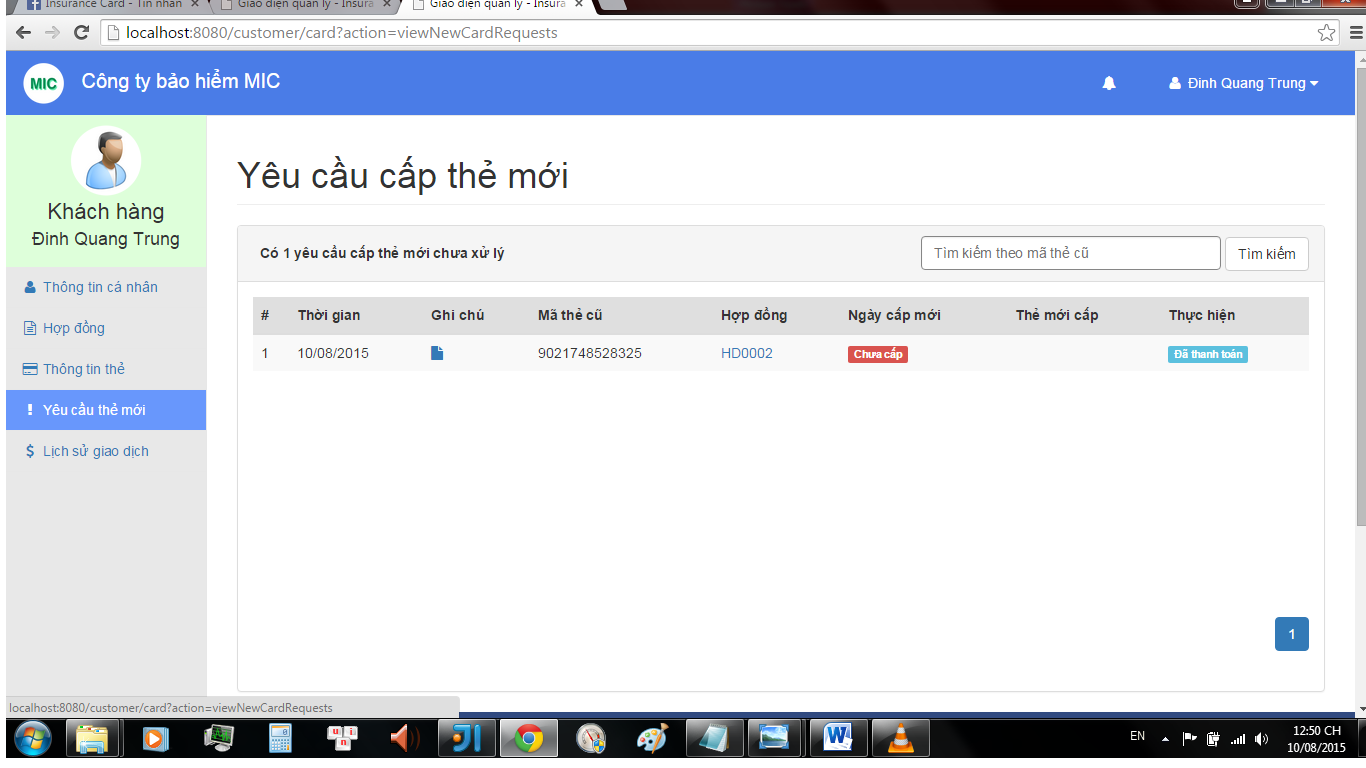 Insurance Card - Tin nhắn
Giao diện quản lý - Insura
Giao diện quản lý - Insura
localhost:8080/customer/card?action=viewNewCardRequests
MIC
Công ty bảo hiểm MIC
Đinh Quang Trung
Khách hàng
Đinh Quang Trung
Thông tin cá nhân
Hợp đồng
Thông tin thẻ
Yêu cầu thẻ mới
Lịch sử giao dịch
Yêu cầu cấp thẻ mới
Có 1 yêu cầu cấp thẻ mới chưa xử lý
Tìm kiếm theo mã thẻ cũ
Tìm kiếm
# Thời gian Ghi chú Mã thẻ cũ Hợp đồng Ngày cấp mới Thẻ mới cấp Thực hiện
1 10/08/2015 9021748528325 HD0002 Chưa cấp Đã thanh toán
1
localhost:8080/customer/card?action=viewNewCardRequests
EN
12:50 CH
10/08/2015